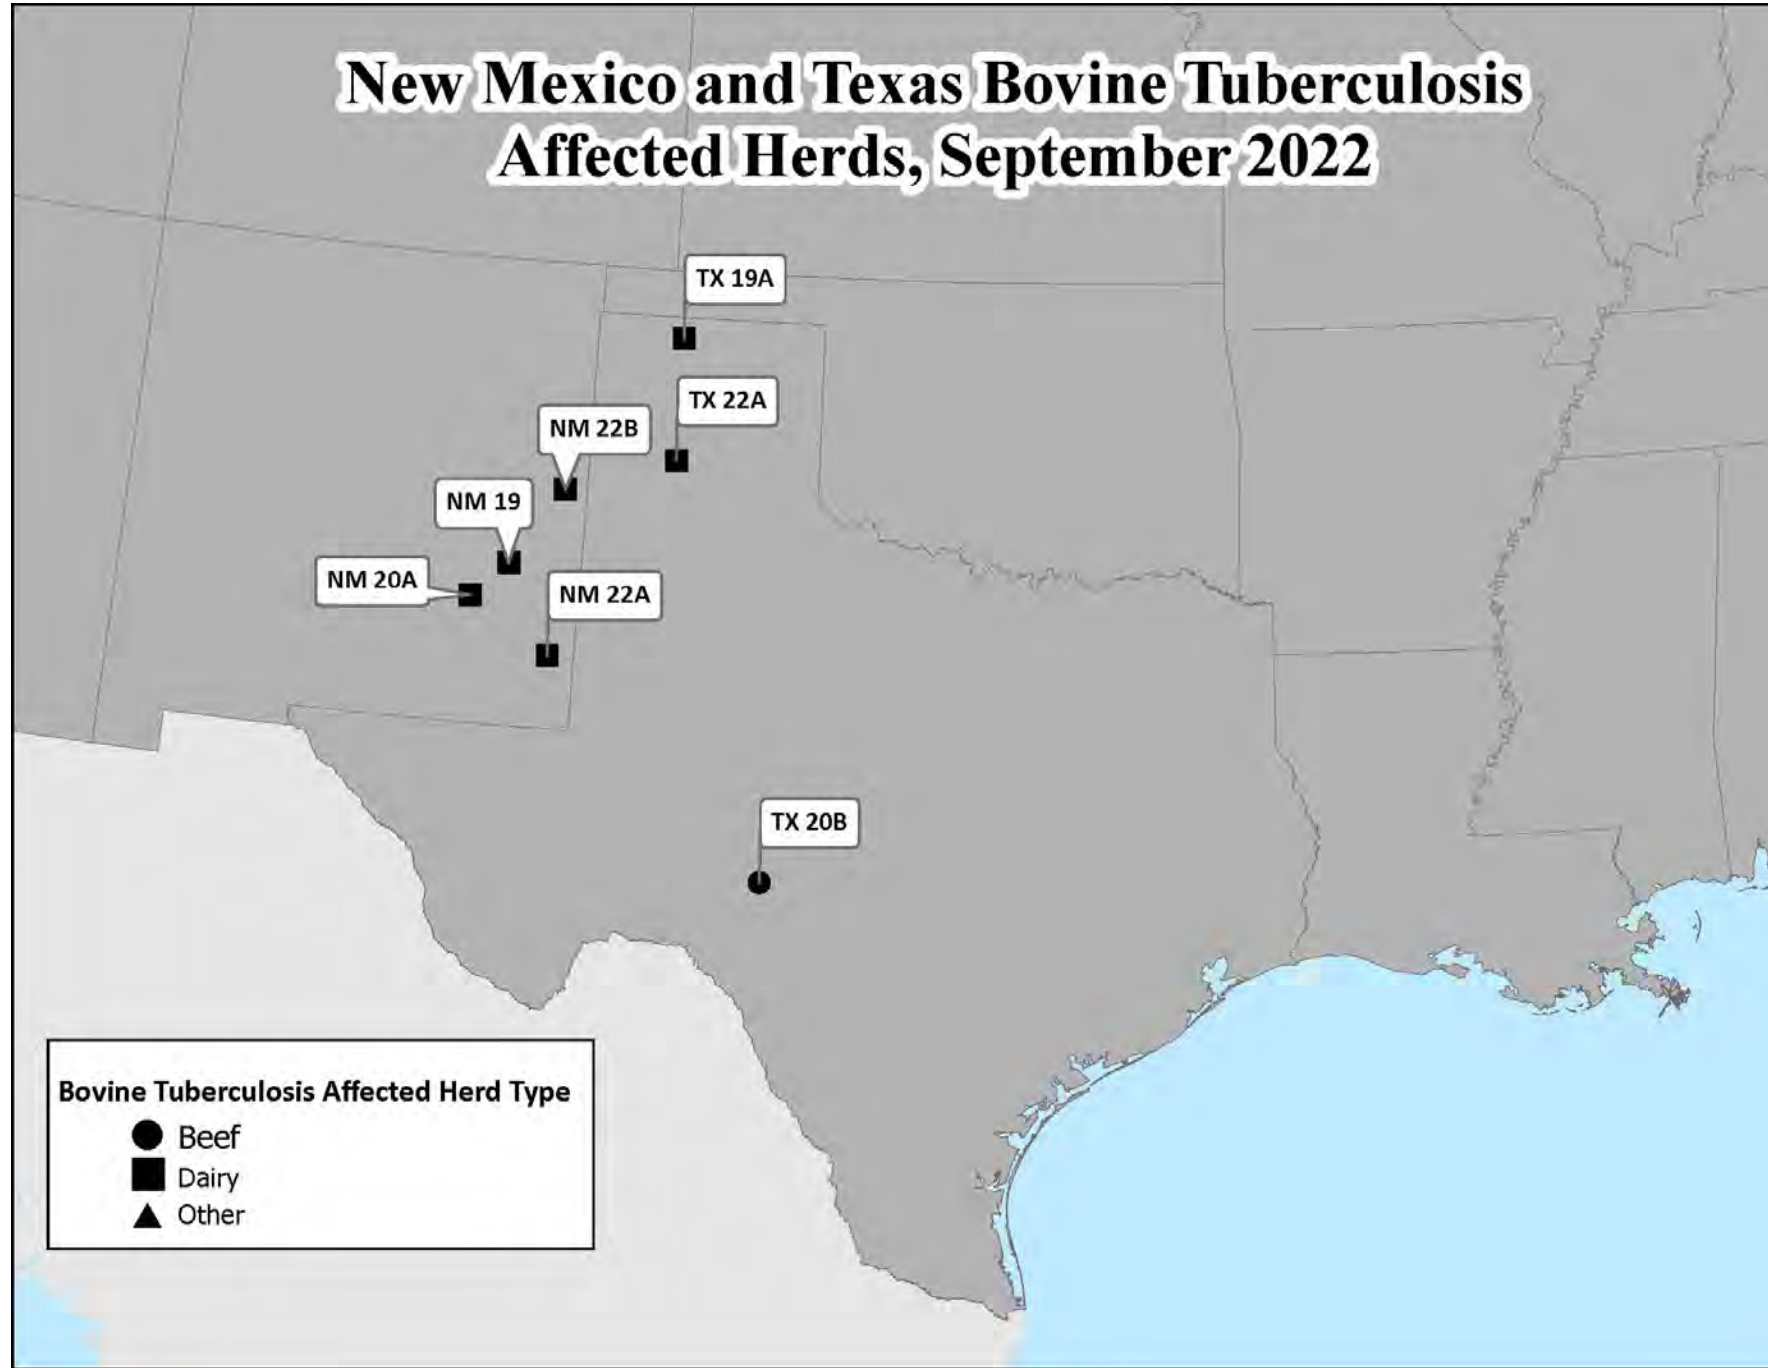 New Mexico and Texas Bovine Tuberculosis
Affected Herds, September 2022
TX 19A
TX 22A
NM 22B
NM 19
NM 20A
NM 22A
TX 20B
Bovine Tuberculosis Affected Herd Type
Beef
Dairy
Other